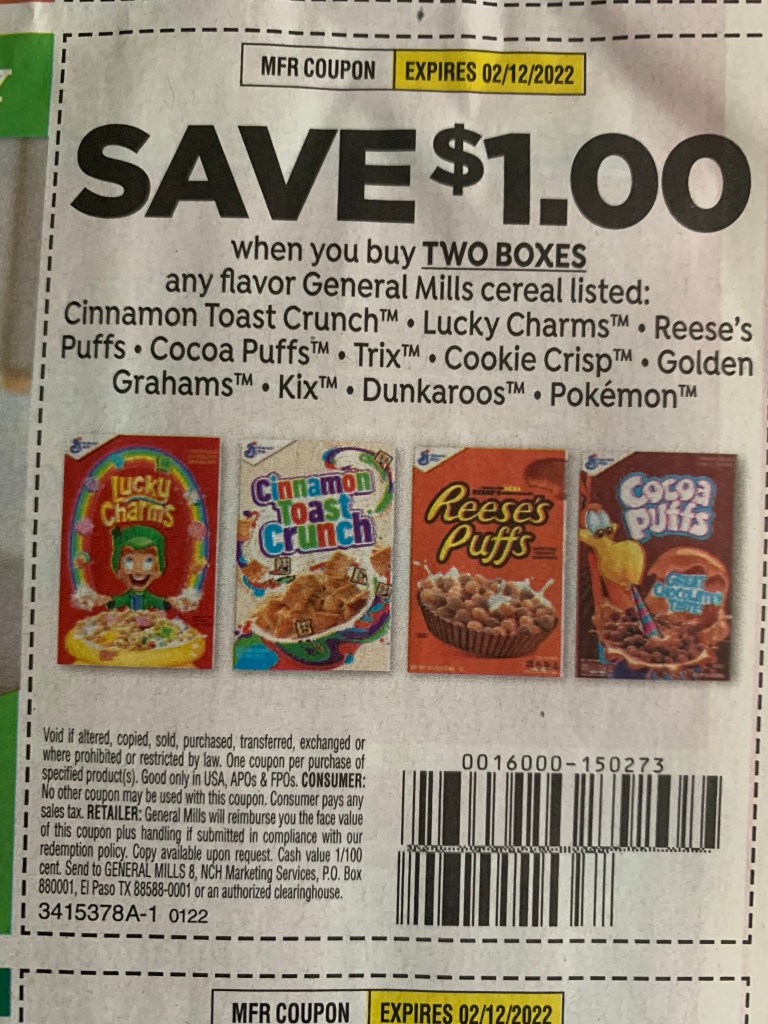 MFR COUPON EXPIRES 02/12/2022
SAVE $1.00
when you buy TWO BOXES
any flavor General Mills cereal listed:
Cinnamon Toast Crunch™ • Lucky Charms™ • Reese's
Puffs • Cocoa Puffs™ • Trix™ • Cookie Crisp™ • Golden
Grahams™ • Kix™ • Dunkaroos™ • Pokémon™
Lucky
Charms
Cinnamon
Toast
Crunch
Reese's
Puffs
Cocoa
Puffs
GREAT
CHOCOLATEY
TASTE
Void if altered, copied, sold, purchased, transferred, exchanged or
where prohibited or restricted by law. One coupon per purchase of
specified product(s). Good only in USA, APOs & FPOs. CONSUMER:
No other coupon may be used with this coupon. Consumer pays any
sales tax. RETAILER: General Mills will reimburse you the face value
of this coupon plus handling if submitted in compliance with our
redemption policy. Copy available upon request. Cash value 1/100
cent. Send to GENERAL MILLS 8, NCH Marketing Services, P.O. Box
880001, El Paso TX 88588-0001 or an authorized clearinghouse.
3415378A-1 0122
0016000-150273
MFR COUPON EXPIRES 02/12/2022